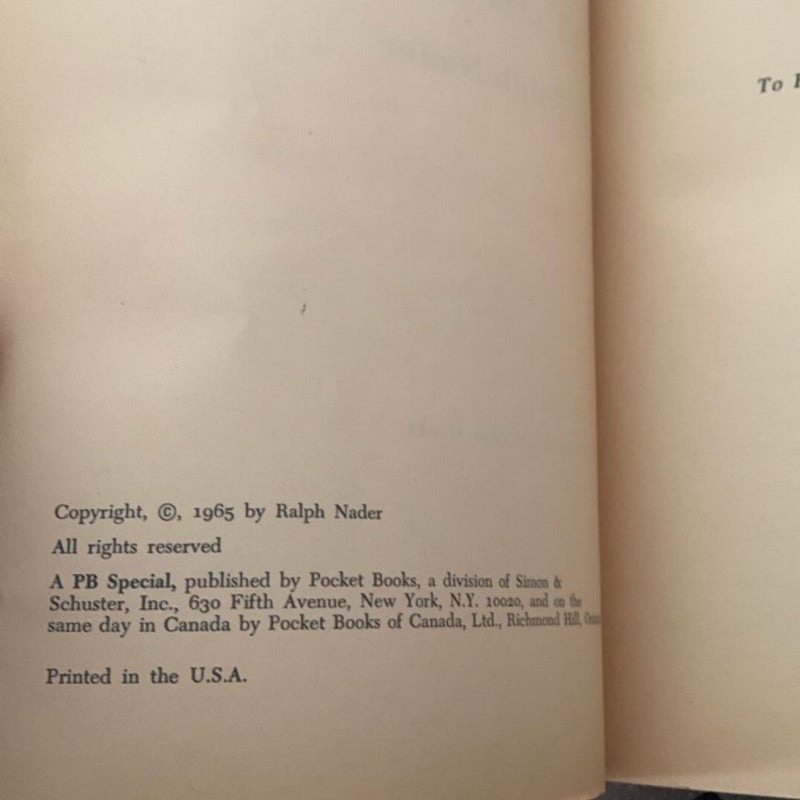 Copyright, ©, 1965 by Ralph Nader
All rights reserved
A PB Special, published by Pocket Books, a division of Simon &
Schuster, Inc., 630 Fifth Avenue, New York, N.Y. 10020, and on the
same day in Canada by Pocket Books of Canada, Ltd., Richmond Hill,
Printed in the U.S.A.
To